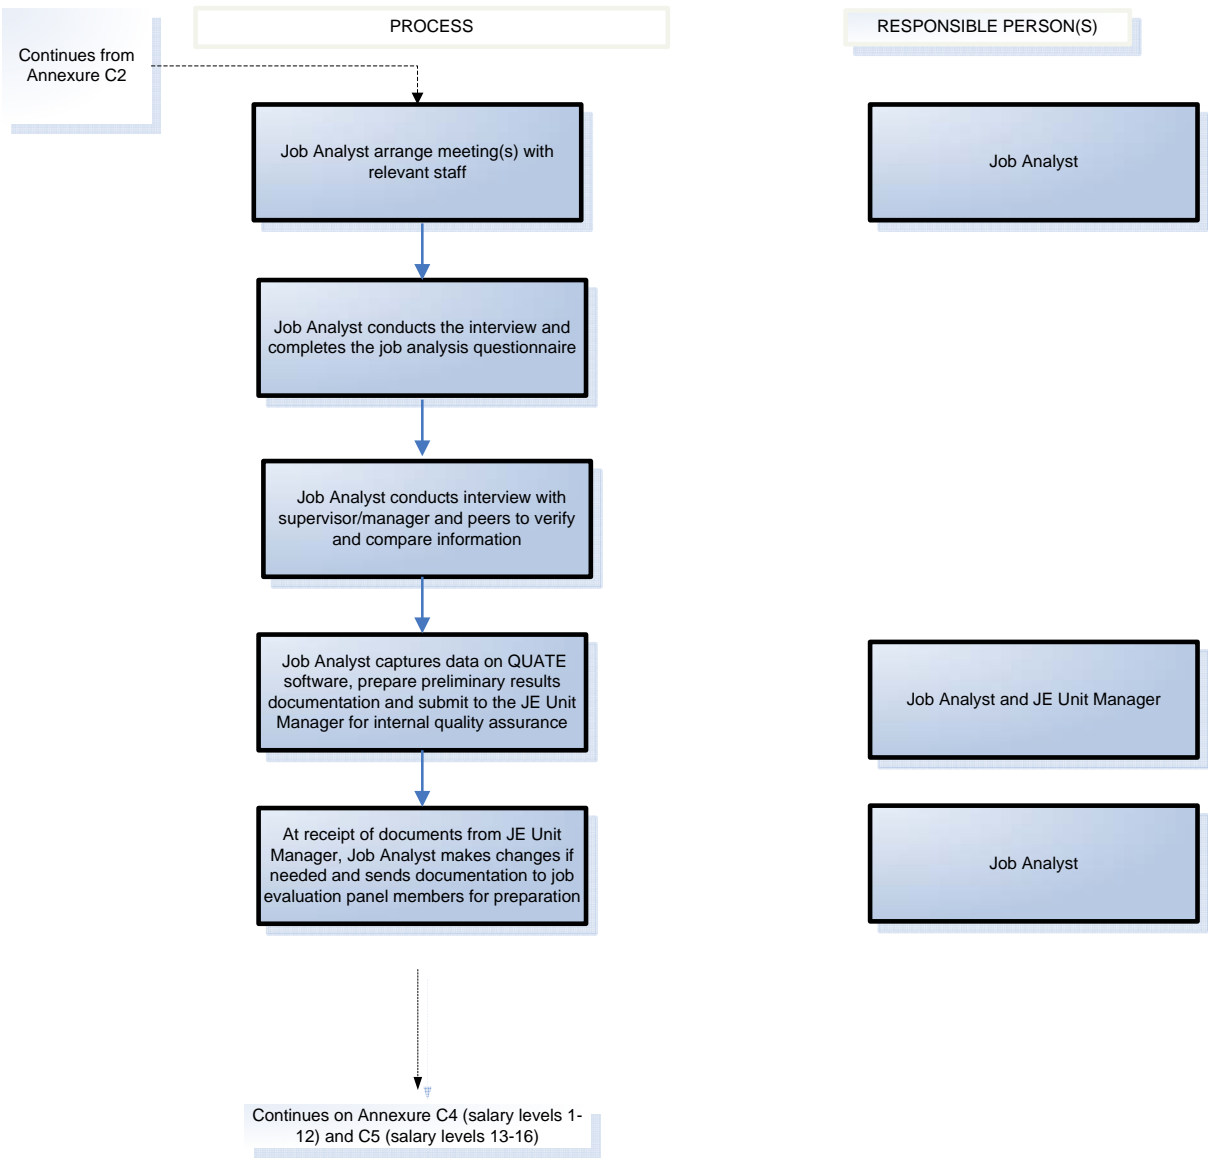 PROCESS
RESPONSIBLE PERSON(S)
Continues from
Annexure C2
Job Analyst arrange meeting(s) with
relevant staff
Job Analyst
Job Analyst conducts the interview and
completes the job analysis questionnaire
Job Analyst conducts interview with
supervisor/manager and peers to verify
and compare information
Job Analyst captures data on QUATE
software, prepare preliminary results
documentation and submit to the JE Unit
Manager for internal quality assurance
Job Analyst and JE Unit Manager
At receipt of documents from JE Unit
Manager, Job Analyst makes changes if
needed and sends documentation to job
evaluation panel members for preparation
Job Analyst
Continues on Annexure C4 (salary levels 1-
12) and C5 (salary levels 13-16)